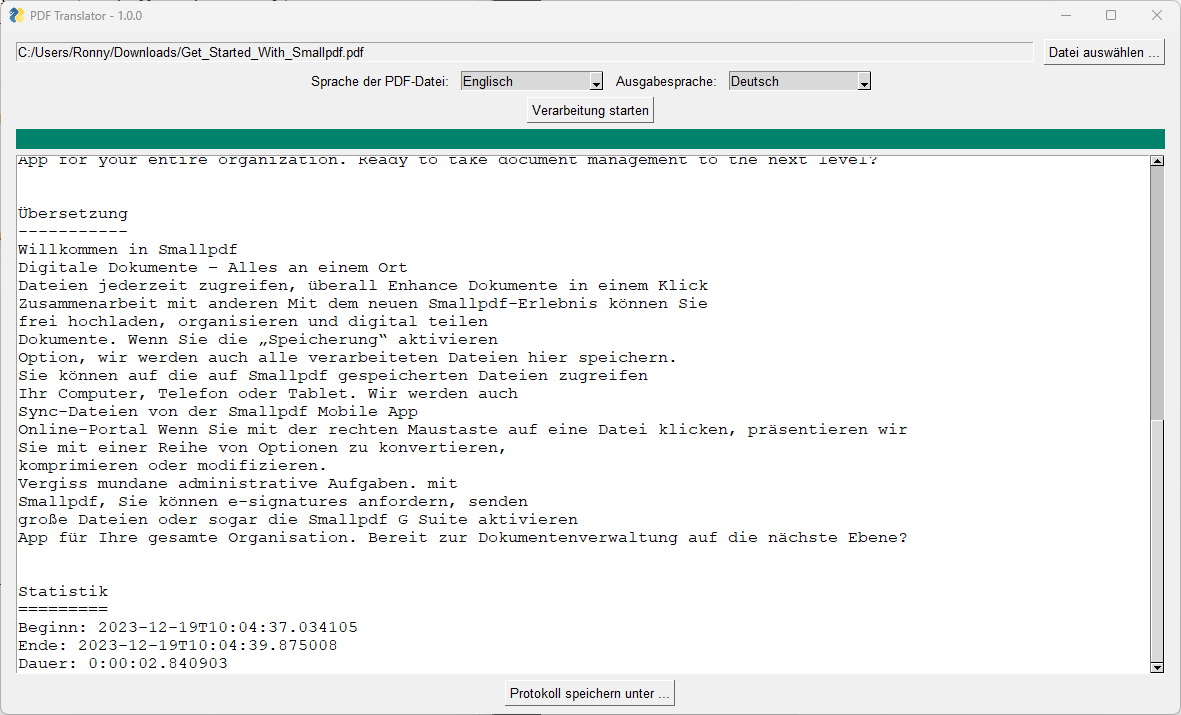 PDF Translator - 1.0.0
C:/Users/Ronny/Downloads/Get_Started_With_Smallpdf.pdf
Datei auswählen ...
Sprache der PDF-Datei: Englisch Ausgabesprache: Deutsch
Verarbeitung starten
App for your entire organization. Ready to take document management to the next level?
Übersetzung
-----------
Willkommen in Smallpdf
Digitale Dokumente – Alles an einem Ort
Dateien jederzeit zugreifen, überall Enhance Dokumente in einem Klick
Zusammenarbeit mit anderen Mit dem neuen Smallpdf-Erlebnis können Sie
frei hochladen, organisieren und digital teilen
Dokumente. Wenn Sie die „Speicherung“ aktivieren
Option, wir werden auch alle verarbeiteten Dateien hier speichern.
Sie können auf die auf Smallpdf gespeicherten Dateien zugreifen
Ihr Computer, Telefon oder Tablet. Wir werden auch
Sync-Dateien von der Smallpdf Mobile App
Online-Portal Wenn Sie mit der rechten Maustaste auf eine Datei klicken, präsentieren wir
Sie mit einer Reihe von Optionen zu konvertieren,
komprimieren oder modifizieren.
Vergiss mundane administrative Aufgaben. mit
Smallpdf, Sie können e-signatures anfordern, senden
große Dateien oder sogar die Smallpdf G Suite aktivieren
App für Ihre gesamte Organisation. Bereit zur Dokumentenverwaltung auf die nächste Ebene?
Statistik
=========
Beginn: 2023-12-19T10:04:37.034105
Ende: 2023-12-19T10:04:39.875008
Dauer: 0:00:02.840903
Protokoll speichern unter ...